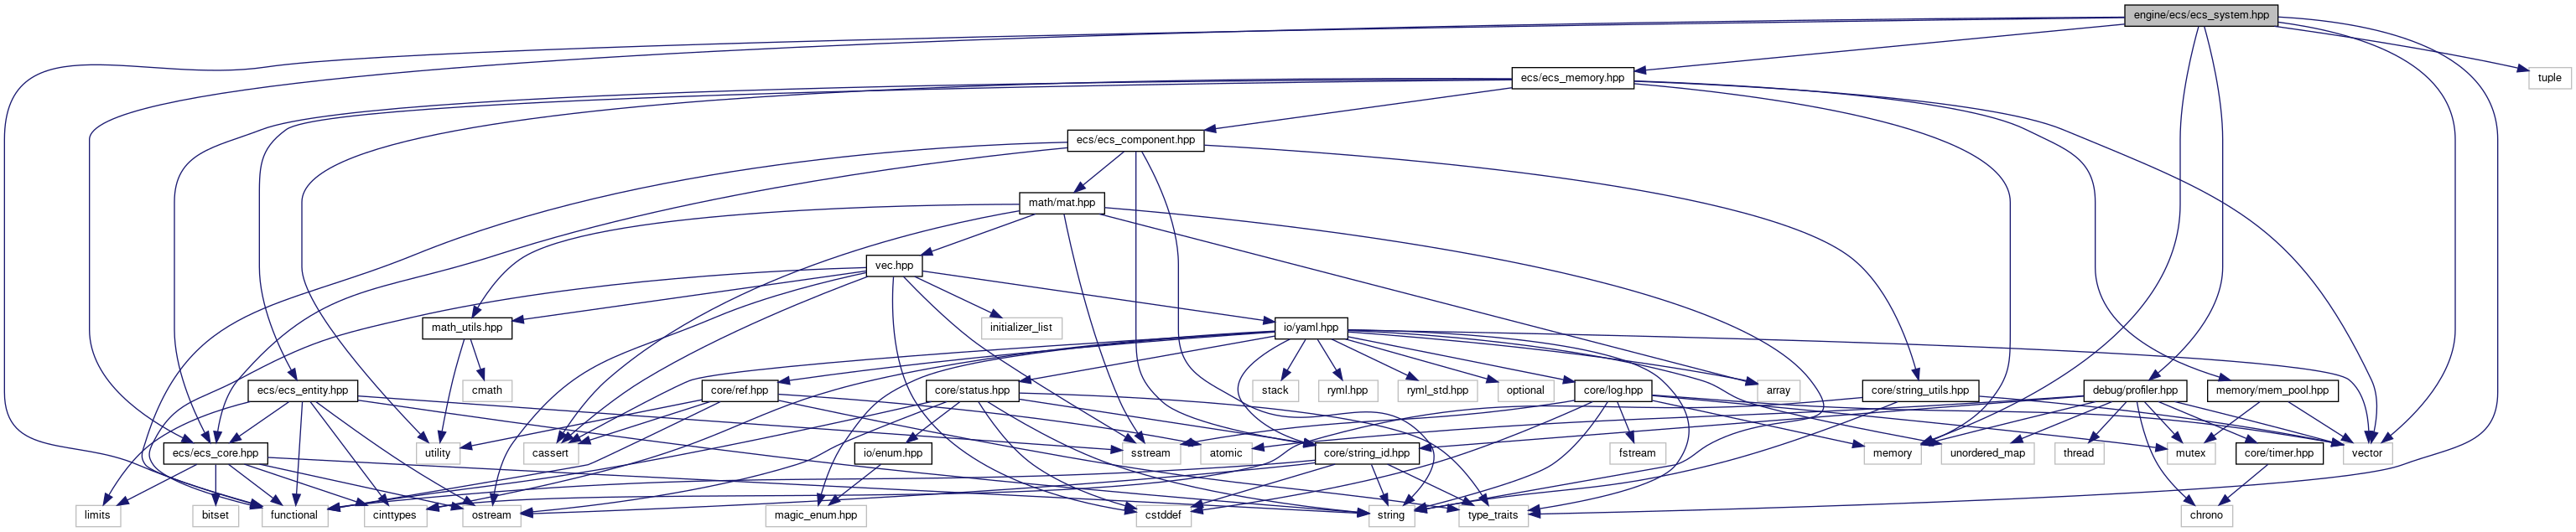 engine/ecs/ecs_system.hpp
ecs/ecs_memory.hpp
tuple
ecs/ecs_component.hpp
math/mat.hpp
vec.hpp
math_utils.hpp
initializer_list
io/yaml.hpp
ecs/ecs_entity.hpp
cmath
core/ref.hpp
core/status.hpp
stack
ryml.hpp
ryml_std.hpp
optional
core/log.hpp
array
core/string_utils.hpp
debug/profiler.hpp
memory/mem_pool.hpp
ecs/ecs_core.hpp
utility
cassert
io/enum.hpp
sstream
atomic
core/string_id.hpp
fstream
memory
unordered_map
thread
mutex
core/timer.hpp
vector
limits
bitset
functional
cinttypes
ostream
magic_enum.hpp
cstddef
string
type_traits
chrono